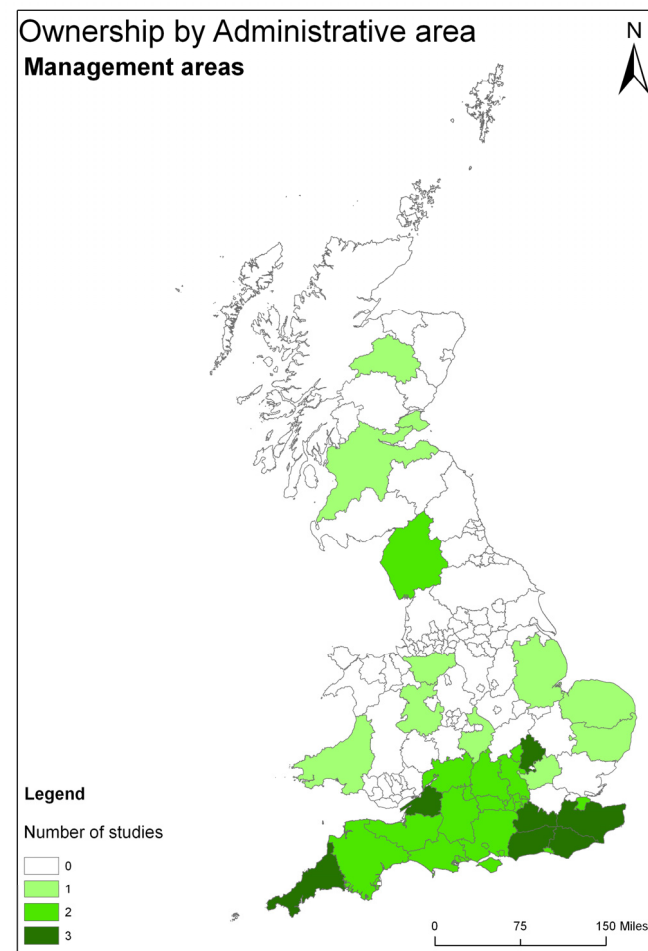 Ownership by Administrative area
Management areas
N
Legend
Number of studies
0
1
2
3
0 75 150 Miles